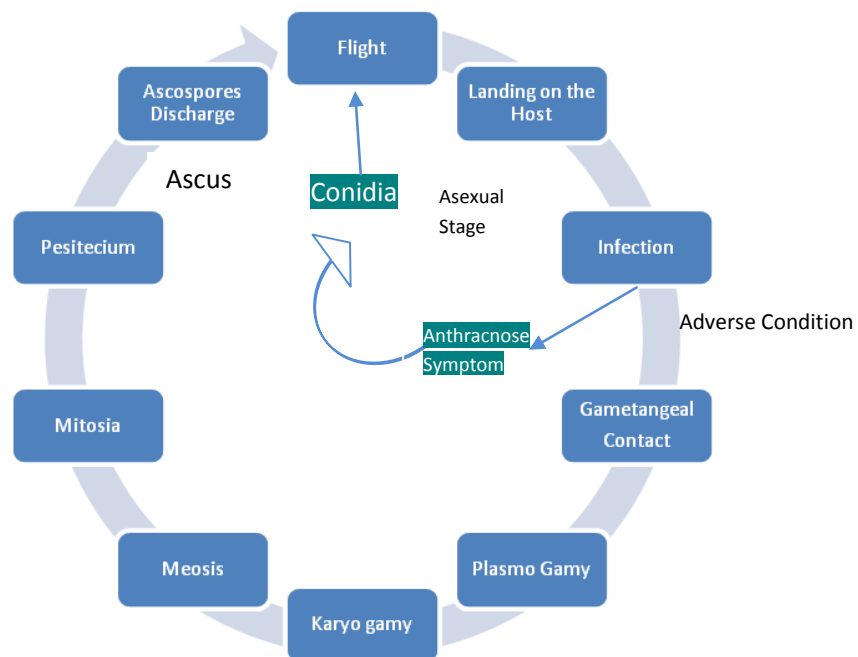 Flight
Landing on the
Host
Infection
Adverse Condition
Gametangeal
Contact
Plasmo Gamy
Karyo gamy
Meosis
Mitosia
Pesitecium
Ascospores
Discharge
Ascus
Conidia
Asexual
Stage
Anthracnose
Symptom